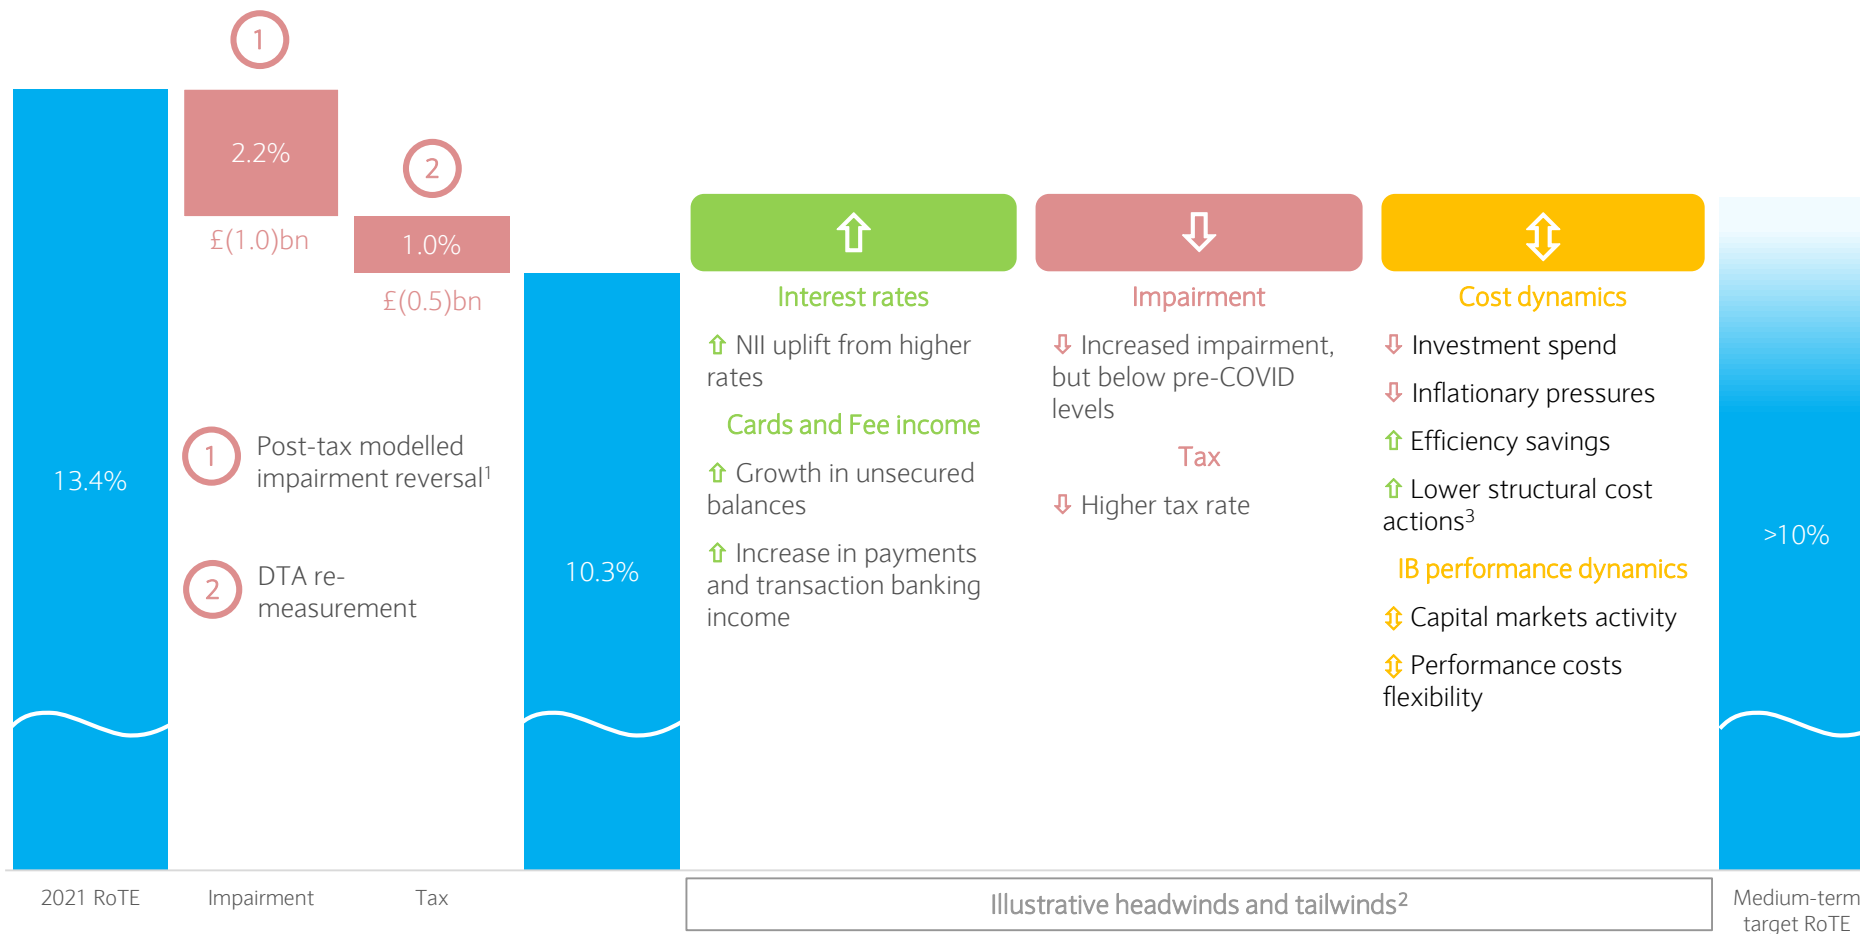 1
2.2%
£(1.0)bn
2
1.0%
£(0.5)bn
13.4%
1
Post-tax modelled
impairment reversal¹
2
DTA re-
measurement
10.3%
Interest rates
NII uplift from higher
rates
Cards and Fee income
Growth in unsecured
balances
Increase in payments
and transaction banking
income
Impairment
Increased impairment,
but below pre-COVID
levels
Tax
Higher tax rate
Cost dynamics
Investment spend
Inflationary pressures
Efficiency savings
Lower structural cost
actions³
IB performance dynamics
Capital markets activity
Performance costs
flexibility
>10%
2021 RoTE
Impairment
Tax
Illustrative headwinds and tailwinds²
Medium-term
target RoTE